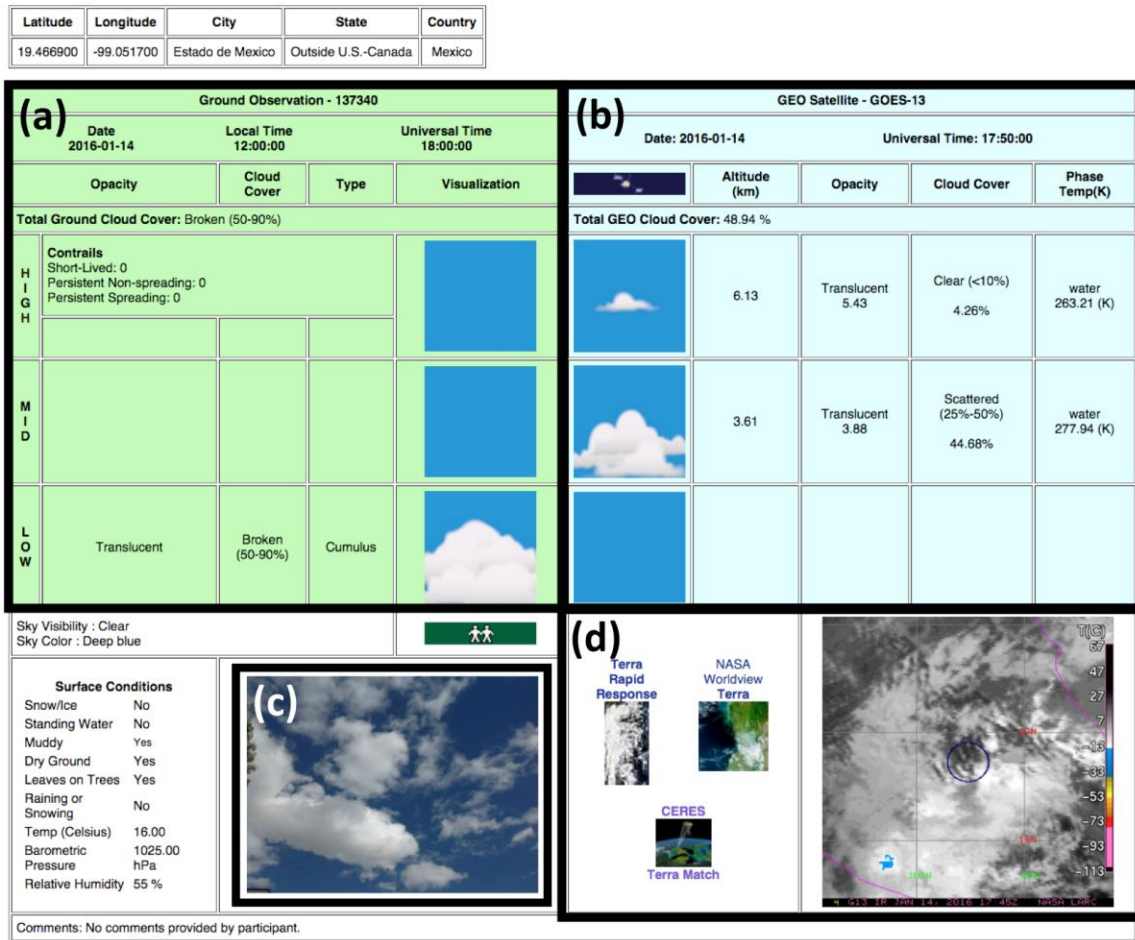 Latitude Longitude City State Country
19.466900 -99.051700 Estado de Mexico Outside U.S.-Canada Mexico
(a)
Ground Observation - 137340
Date Local Time Universal Time
2016-01-14 12:00:00 18:00:00
Opacity Cloud Cover Type Visualization
Total Ground Cloud Cover: Broken (50-90%)
HIGH
Contrails
Short-Lived: 0
Persistent Non-spreading: 0
Persistent Spreading: 0
MID
LOW
Translucent Broken (50-90%) Cumulus
(b)
GEO Satellite - GOES-13
Date: 2016-01-14 Universal Time: 17:50:00
Altitude (km) Opacity Cloud Cover Phase Temp(K)
Total GEO Cloud Cover: 48.94 %
6.13 Translucent 5.43 Clear (<10%) 4.26% water 263.21 (K)
3.61 Translucent 3.88 Scattered (25%-50%) 44.68% water 277.94 (K)
Sky Visibility : Clear
Sky Color : Deep blue
Surface Conditions
Snow/Ice No
Standing Water No
Muddy Yes
Dry Ground Yes
Leaves on Trees Yes
Raining or Snowing No
Temp (Celsius) 16.00
Barometric Pressure 1025.00 hPa
Relative Humidity 55 %
(c)
(d)
Terra Rapid Response
NASA Worldview Terra
CERES
Terra Match
T(C)
67
47
27
7
-13
-33
-53
-73
-93
-113
G13 IR JAN 14, 2016 17:45Z NASA LARC
Comments: No comments provided by participant.